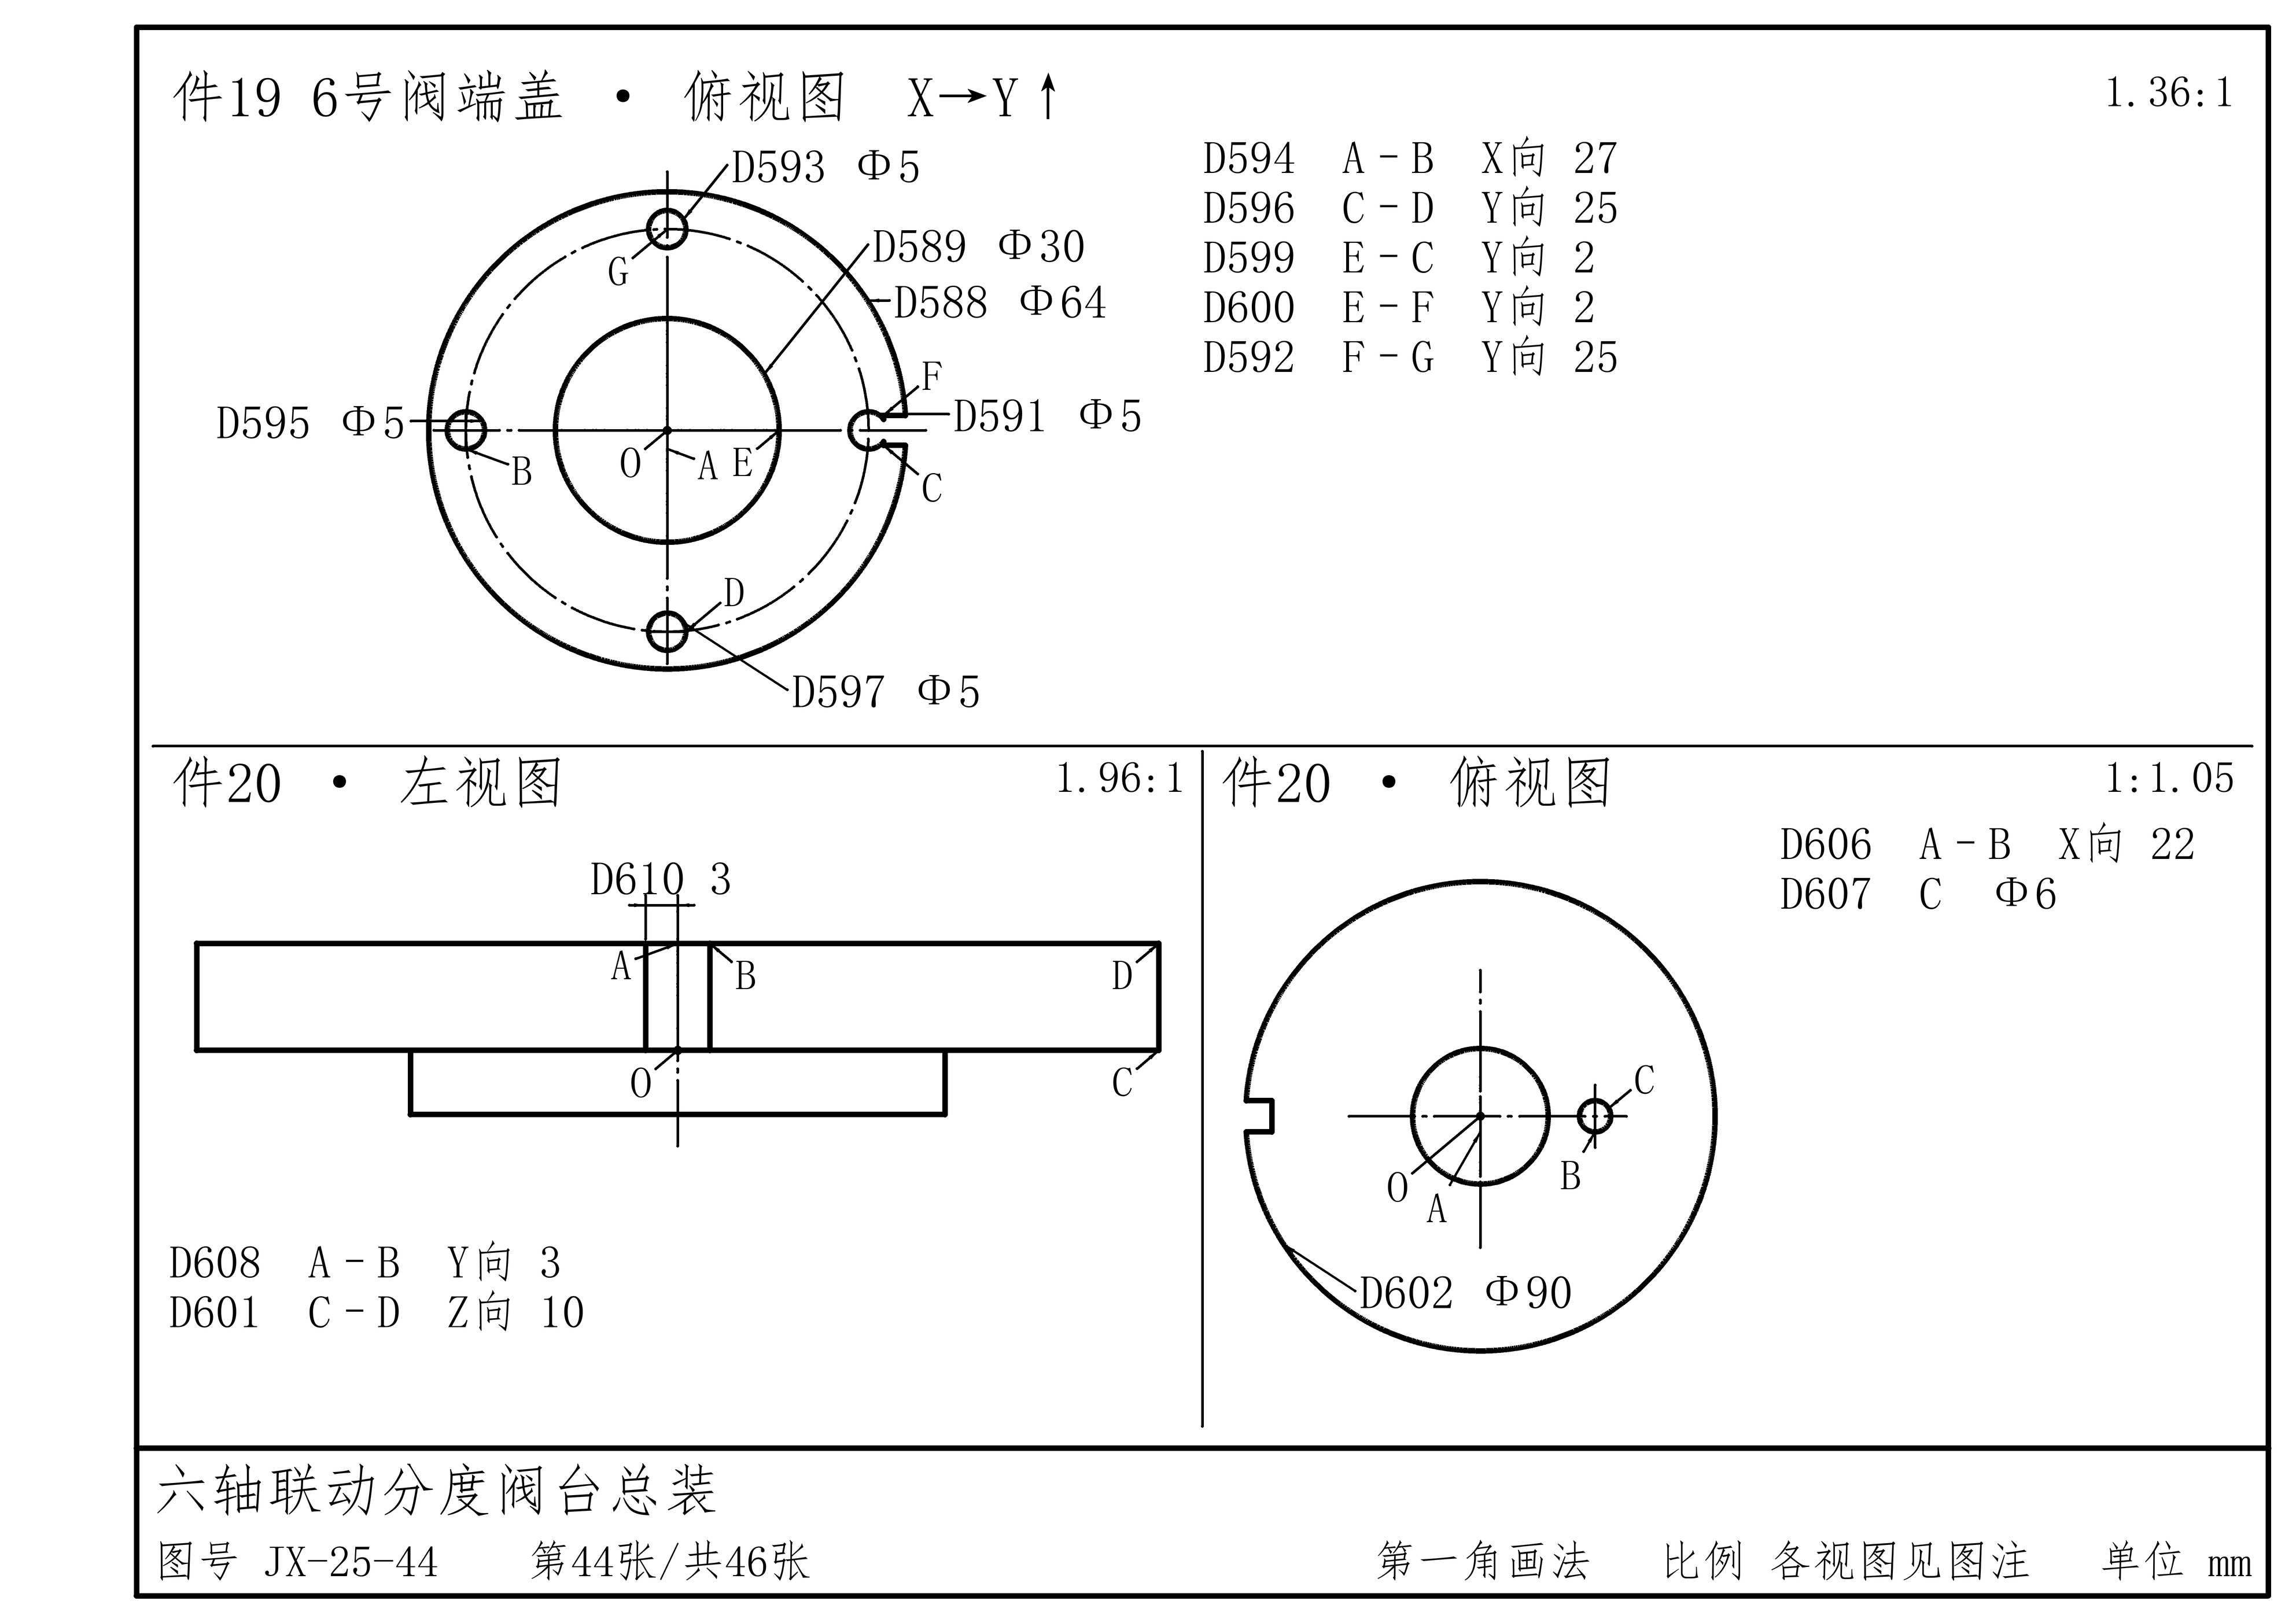 件19 6号阀端盖 · 俯视图 X→Y↑
1.36:1
D593 Φ5
D589 Φ30
D588 Φ64
G
F
D595 Φ5
D591 Φ5
B
O
A
E
C
D
D597 Φ5
D594 A-B X向 27
D596 C-D Y向 25
D599 E-C Y向 2
D600 E-F Y向 2
D592 F-G Y向 25
件20 · 左视图
1.96:1
D610 3
A
B
D
O
C
D608 A-B Y向 3
D601 C-D Z向 10
件20 · 俯视图
1:1.05
D606 A-B X向 22
D607 C Φ6
C
B
O
A
D602 Φ90
六轴联动分度阀台总装
图号 JX-25-44 第44张/共46张 第一角画法 比例 各视图见图注 单位 mm